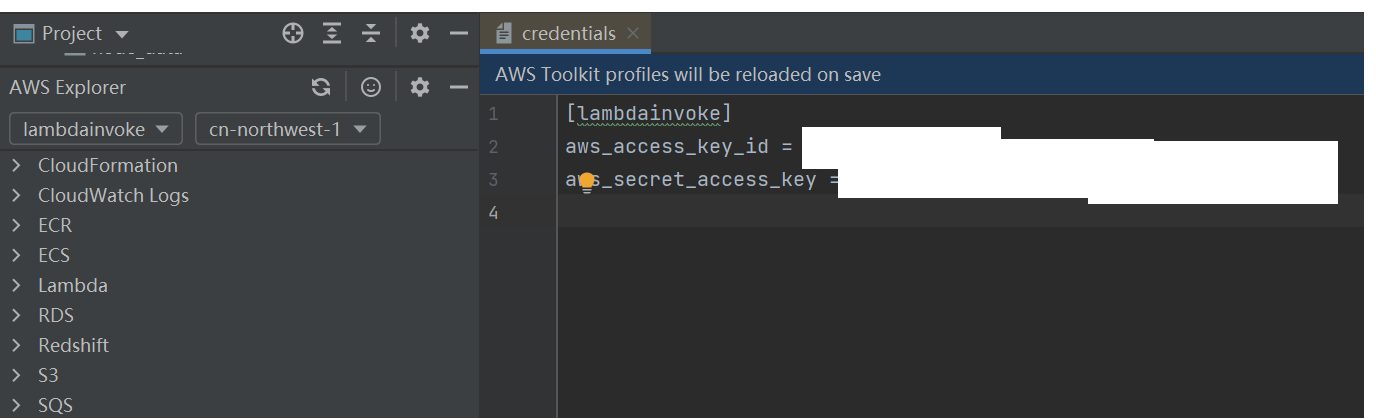 Project
AWS Explorer
lambdainvoke
cn-northwest-1
CloudFormation
CloudWatch Logs
ECR
ECS
Lambda
RDS
Redshift
S3
SQS
credentials
AWS Toolkit profiles will be reloaded on save
1 [lambdainvoke]
2 aws_access_key_id =
3 aws_secret_access_key =
4